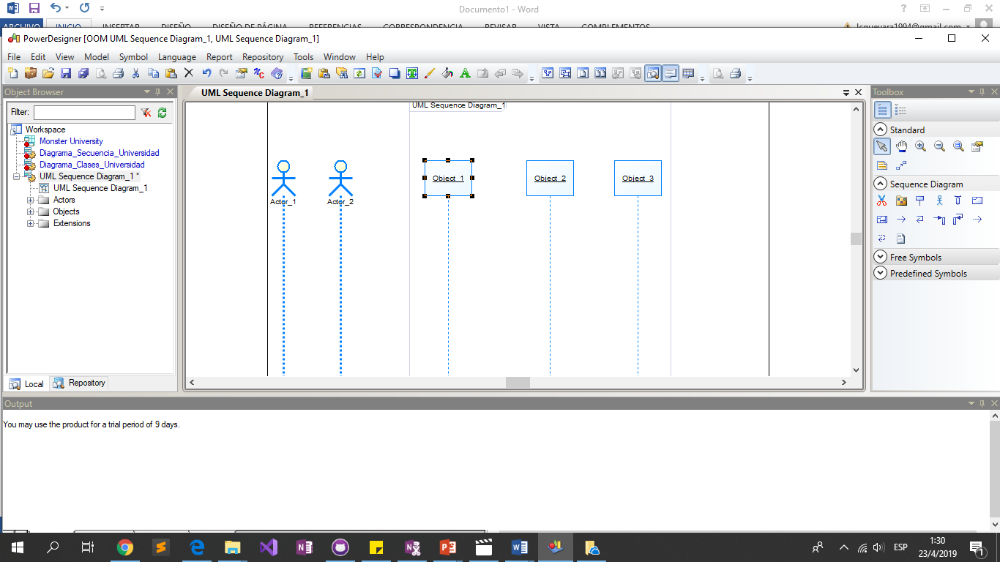 Documento1 - Word
ARCHIVO INICIO INSERTAR DISEÑO DISEÑO DE PÁGINA REFERENCIAS CORRESPONDENCIA REVISAR VISTA COMPLEMENTOS lcguevara1994@gmail.com
PowerDesigner [OOM UML Sequence Diagram_1, UML Sequence Diagram_1]
File Edit View Model Symbol Language Report Repository Tools Window Help
Object Browser
Filter:
Workspace
Monster University
Diagrama_Secuencia_Universidad
Diagrama_Clases_Universidad
UML Sequence Diagram_1 *
UML Sequence Diagram_1
Actors
Objects
Extensions
Local Repository
UML Sequence Diagram_1
UML Sequence Diagram_1
Actor_1 Actor_2 Object_1 Object_2 Object_3
Toolbox
Standard
Sequence Diagram
Free Symbols
Predefined Symbols
Output
You may use the product for a trial period of 9 days.
ESP
1:30
23/4/2019
1